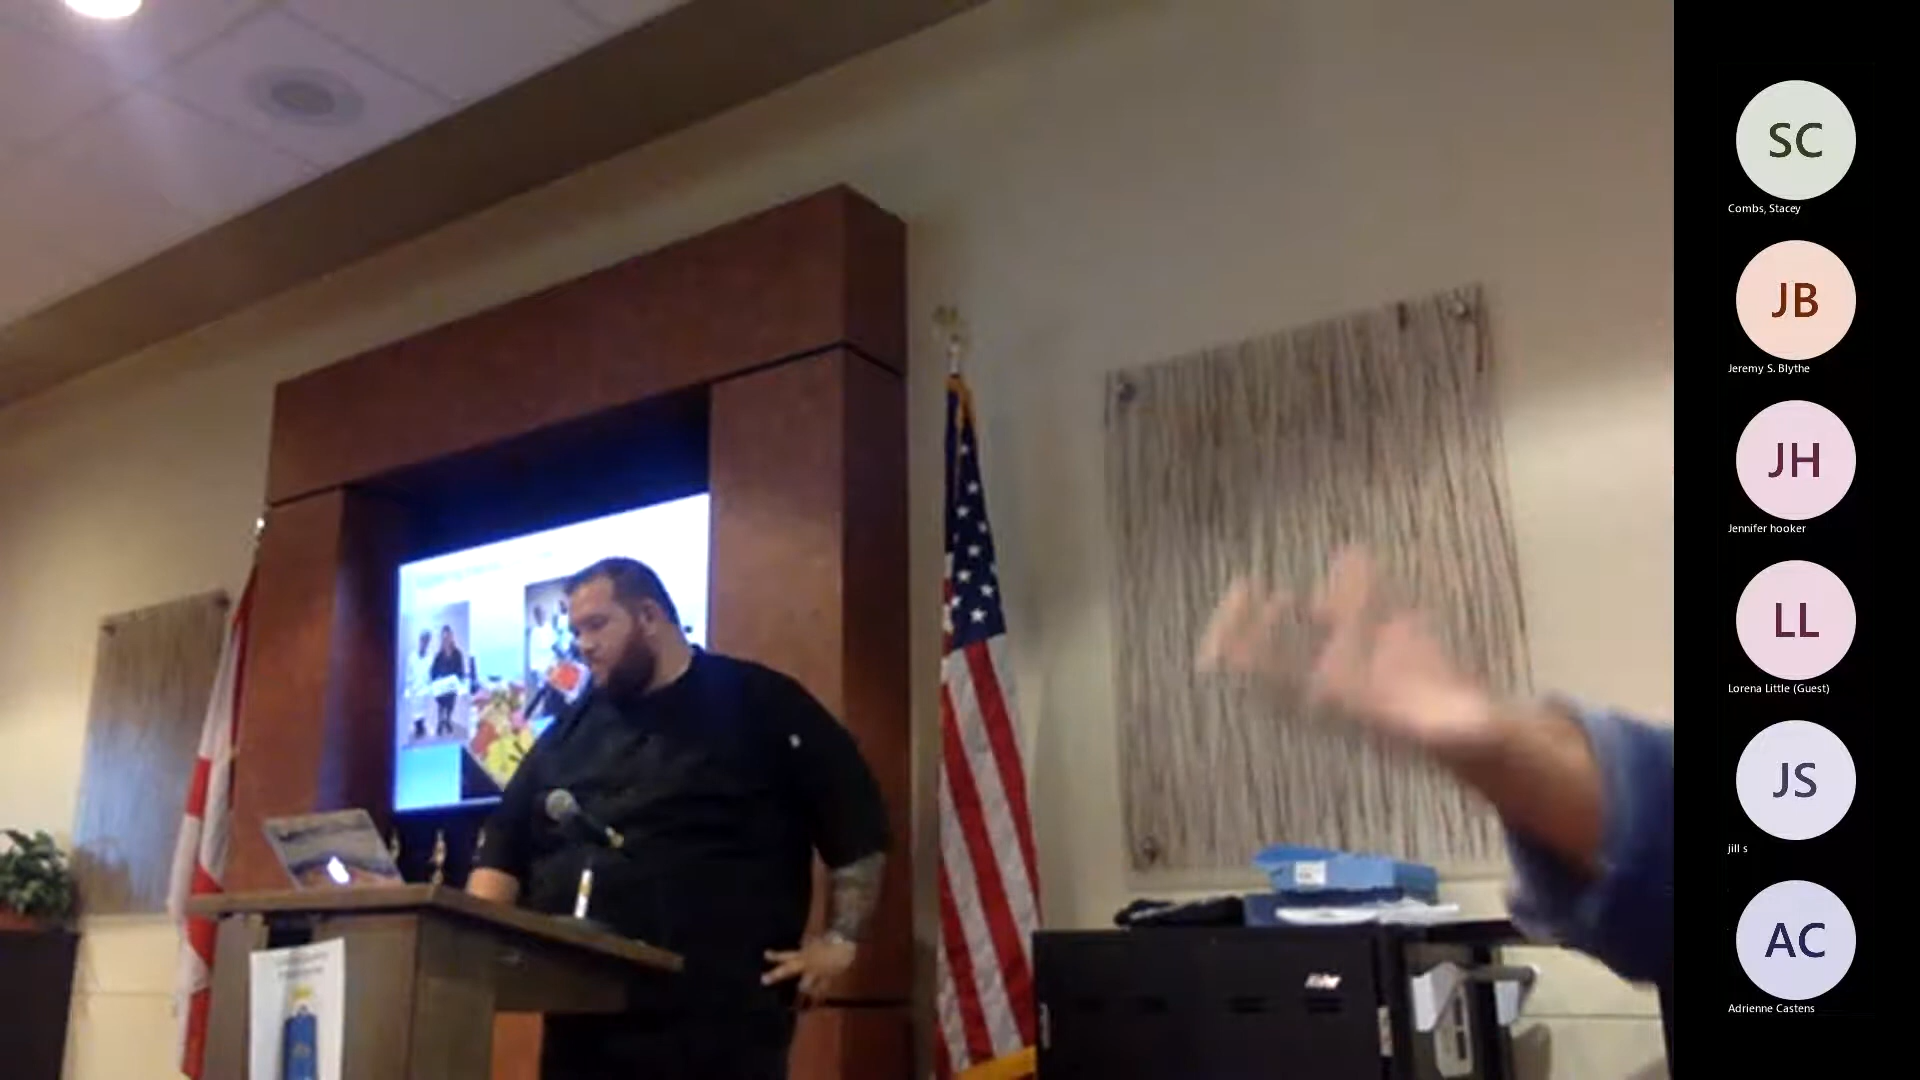 SC
Combs, Stacey
JB
Jeremy S. Blythe
JH
Jennifer hooker
LL
Lorena Little (Guest)
JS
jill s
AC
Adrienne Castens